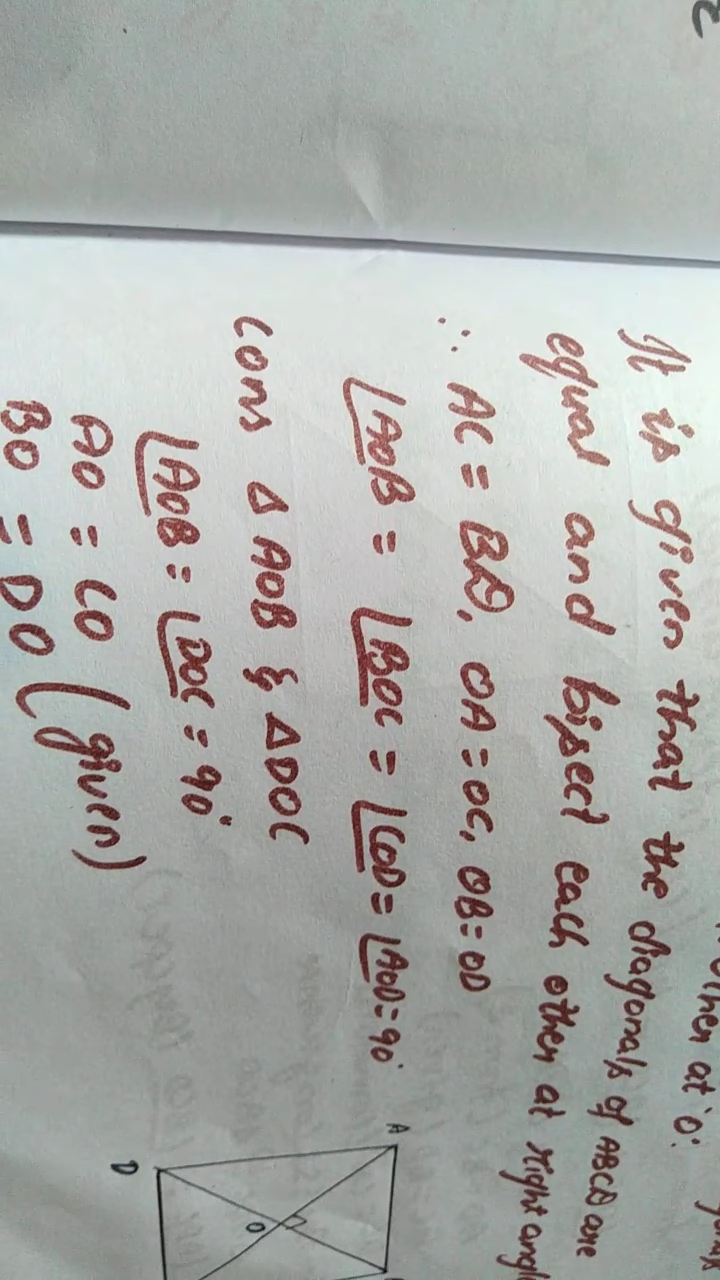 other at 'O'.
It is given that the diagonals of ABCD are
equal and bisect each other at right angle
∴ AC = BD, OA = OC, OB = OD
∠AOB = ∠BOC = ∠COD = ∠AOD = 90°
Cons Δ AOB & ΔDOC
∠AOB = ∠DOC = 90°
AO = CO (given)
BO = DO
A
D
O